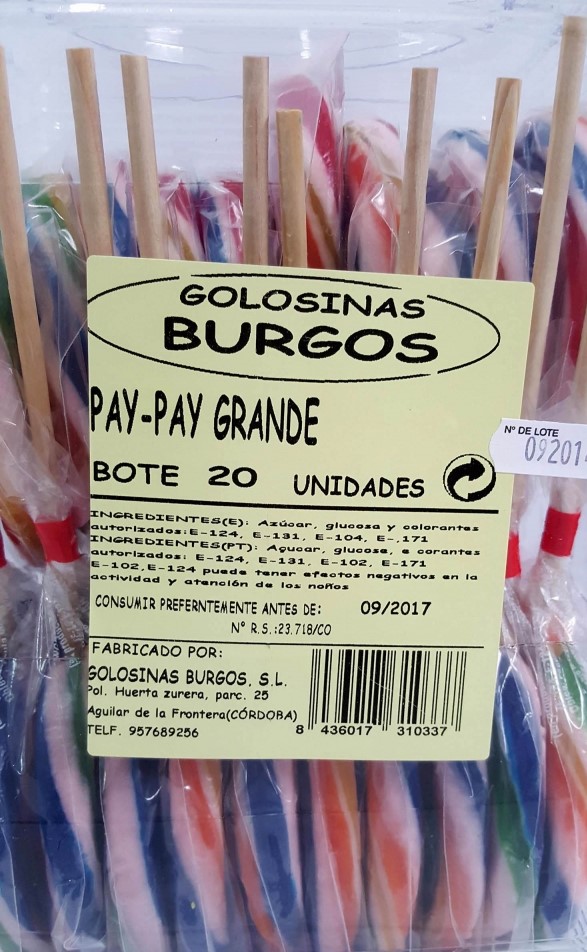 GOLOSINAS
BURGOS
PAY-PAY GRANDE
BOTE 20 UNIDADES
INGREDIENTES(E): Azúcar, glucosa y colorantes
autorizados:E-124, E-131, E-104, E-,171
INGREDIENTES(PT): Açucar, glucose, e corantes
autorizados: E-124, E-131, E-102, E-171
E-102,E-124 puede tener efectos negativos en la
actividad y atención de los noños
CONSUMIR PREFERNTEMENTE ANTES DE: 09/2017
Nº R.S.:23.718/CO
FABRICADO POR:
GOLOSINAS BURGOS, S.L.
Pol. Huerta zurera, parc. 25
Aguilar de la Frontera(CÓRDOBA)
TELF. 957689256
8 436017 310337
Nº DE LOTE
09201